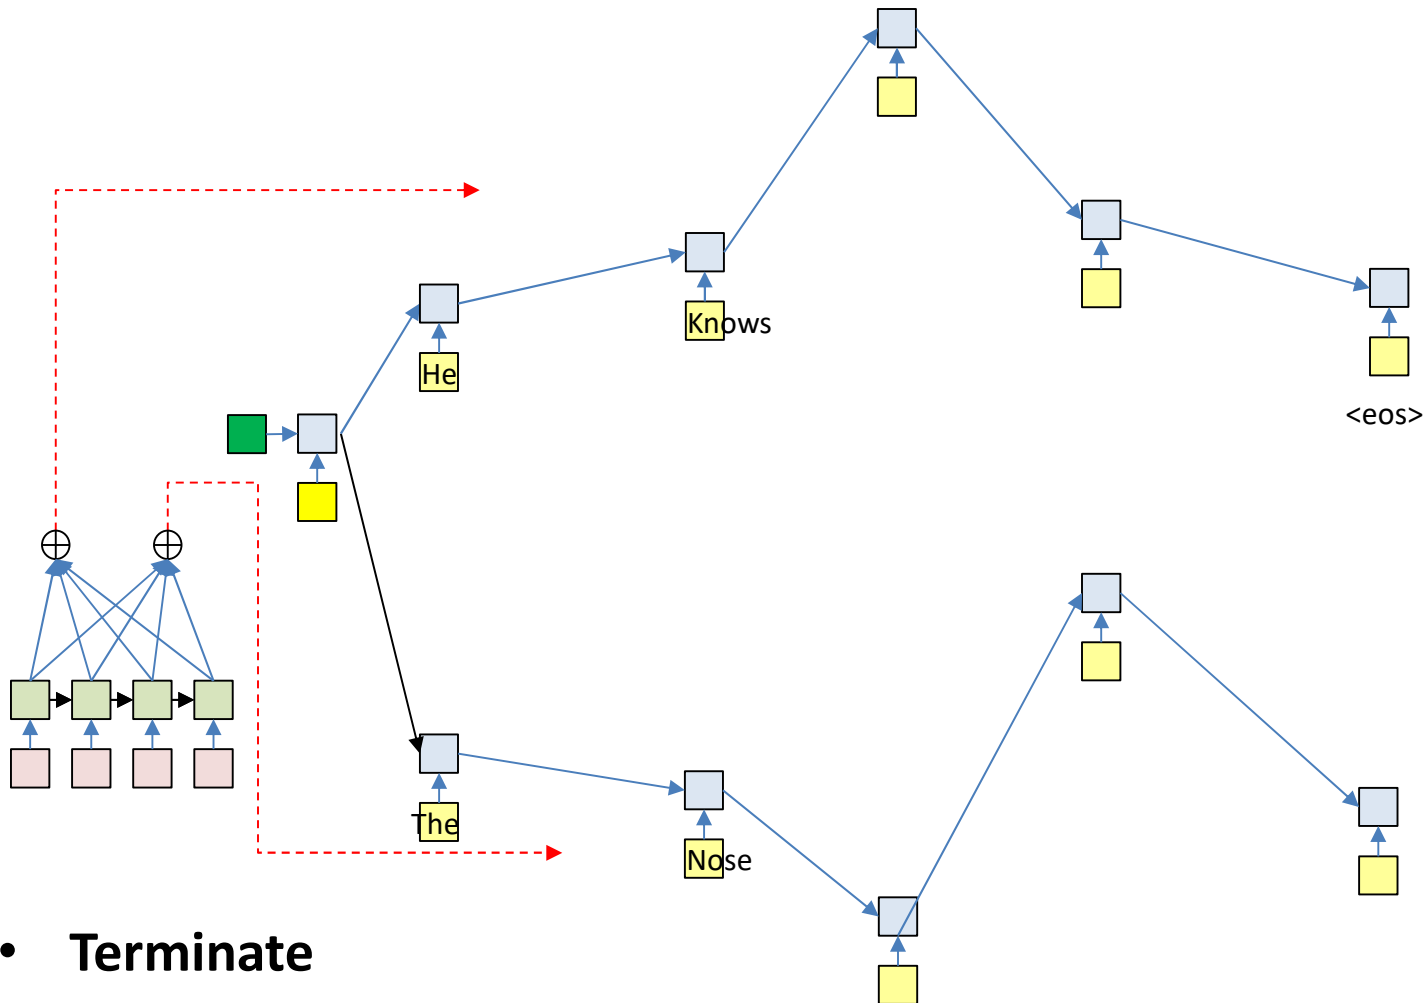 Knows
He
<eos>
The
Nose
• Terminate